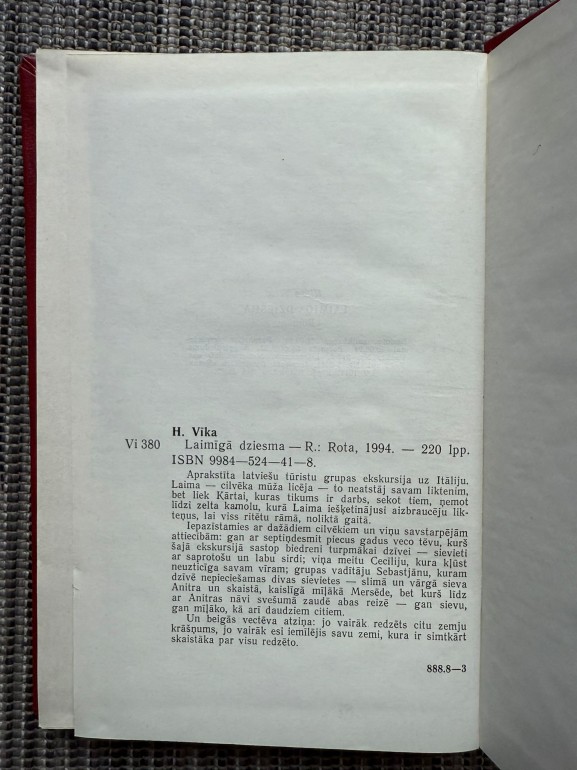 H. Vīka
Vi 380 Laimīgā dziesma — R.: Rota, 1994. — 220 lpp.
ISBN 9984—524—41—8.
Aprakstīta latviešu tūristu grupas ekskursija uz Itāliju.
Laima — cilvēka mūža licēja — to neatstāj savam liktenim,
bet liek Kārtai, kuras tikums ir darbs, sekot tiem, ņemot
līdzi zelta kamolu, kurā Laima iešķetinājusi aizbraucēju lik-
teņus, lai viss ritētu rāmā, noliktā gaitā.
Iepazīstamies ar dažādiem cilvēkiem un viņu savstarpējām
attiecībām: gan ar septiņdesmit piecus gadus veco tēvu, kurš
šajā ekskursijā sastop biedreni turpmākai dzīvei — sievieti
ar saprotošu un labu sirdi; viņa meitu Ceciliju, kura kļūst
neuzticīga savam vīram; grupas vadītāju Sebastjānu, kuram
dzīvē nepieciešamas divas sievietes — slimā un vārgā sieva
Anitra un skaistā, kaislīgā mīļākā Mersēde, bet kurš līdz
ar Anitras nāvi svešumā zaudē abas reizē — gan sievu,
gan mīļāko, kā arī daudziem citiem.
Un beigās vectēva atziņa: jo vairāk redzēts citu zemju
krāšņums, jo vairāk esi iemīlējis savu zemi, kura ir simtkārt
skaistāka par visu redzēto.
888.8—3